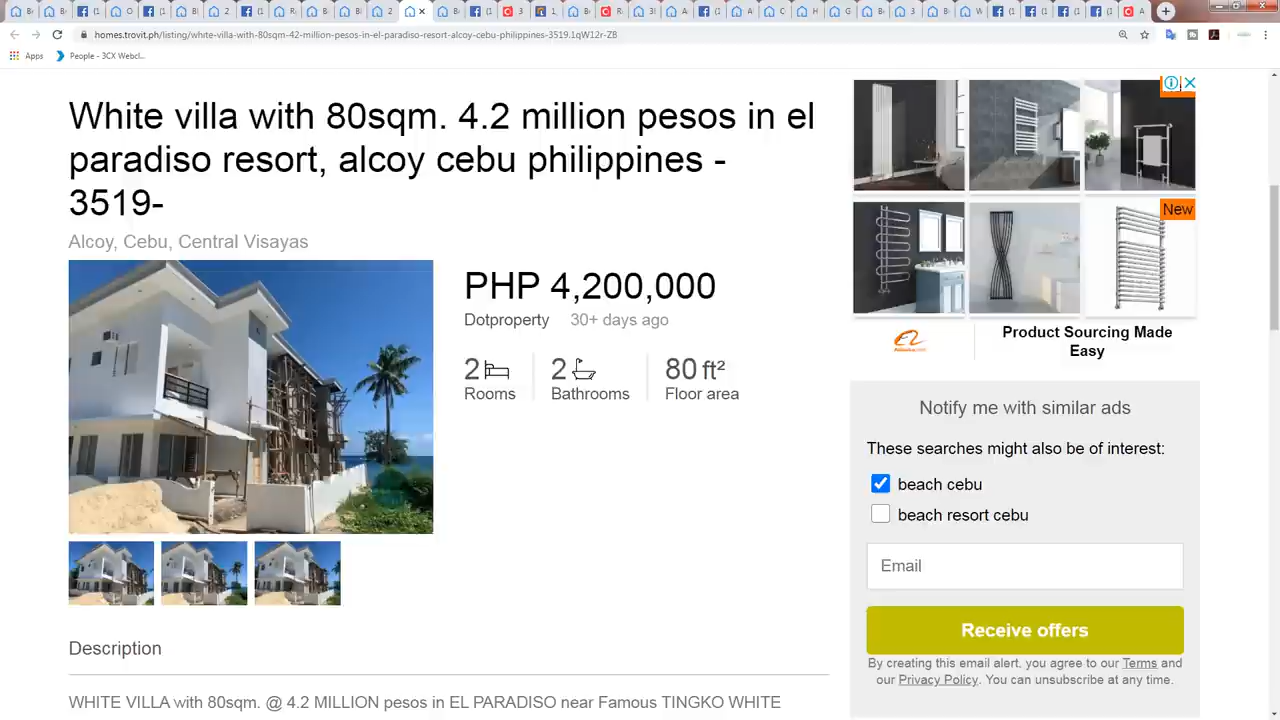 homes.trovit.ph/listing/white-villa-with-80sqm-42-million-pesos-in-el-paradiso-resort-alcoy-cebu-philippines-3519.1qW12r-ZB
Apps
People - 3CX Webcl...
White villa with 80sqm. 4.2 million pesos in el
paradiso resort, alcoy cebu philippines -
3519-
Alcoy, Cebu, Central Visayas
PHP 4,200,000
Dotproperty 30+ days ago
2 2 80 ft²
Rooms Bathrooms Floor area
Description
WHITE VILLA with 80sqm. @ 4.2 MILLION pesos in EL PARADISO near Famous TINGKO WHITE
New
Product Sourcing Made
Easy
Notify me with similar ads
These searches might also be of interest:
beach cebu
beach resort cebu
Email
Receive offers
By creating this email alert, you agree to our Terms and
our Privacy Policy. You can unsubscribe at any time.